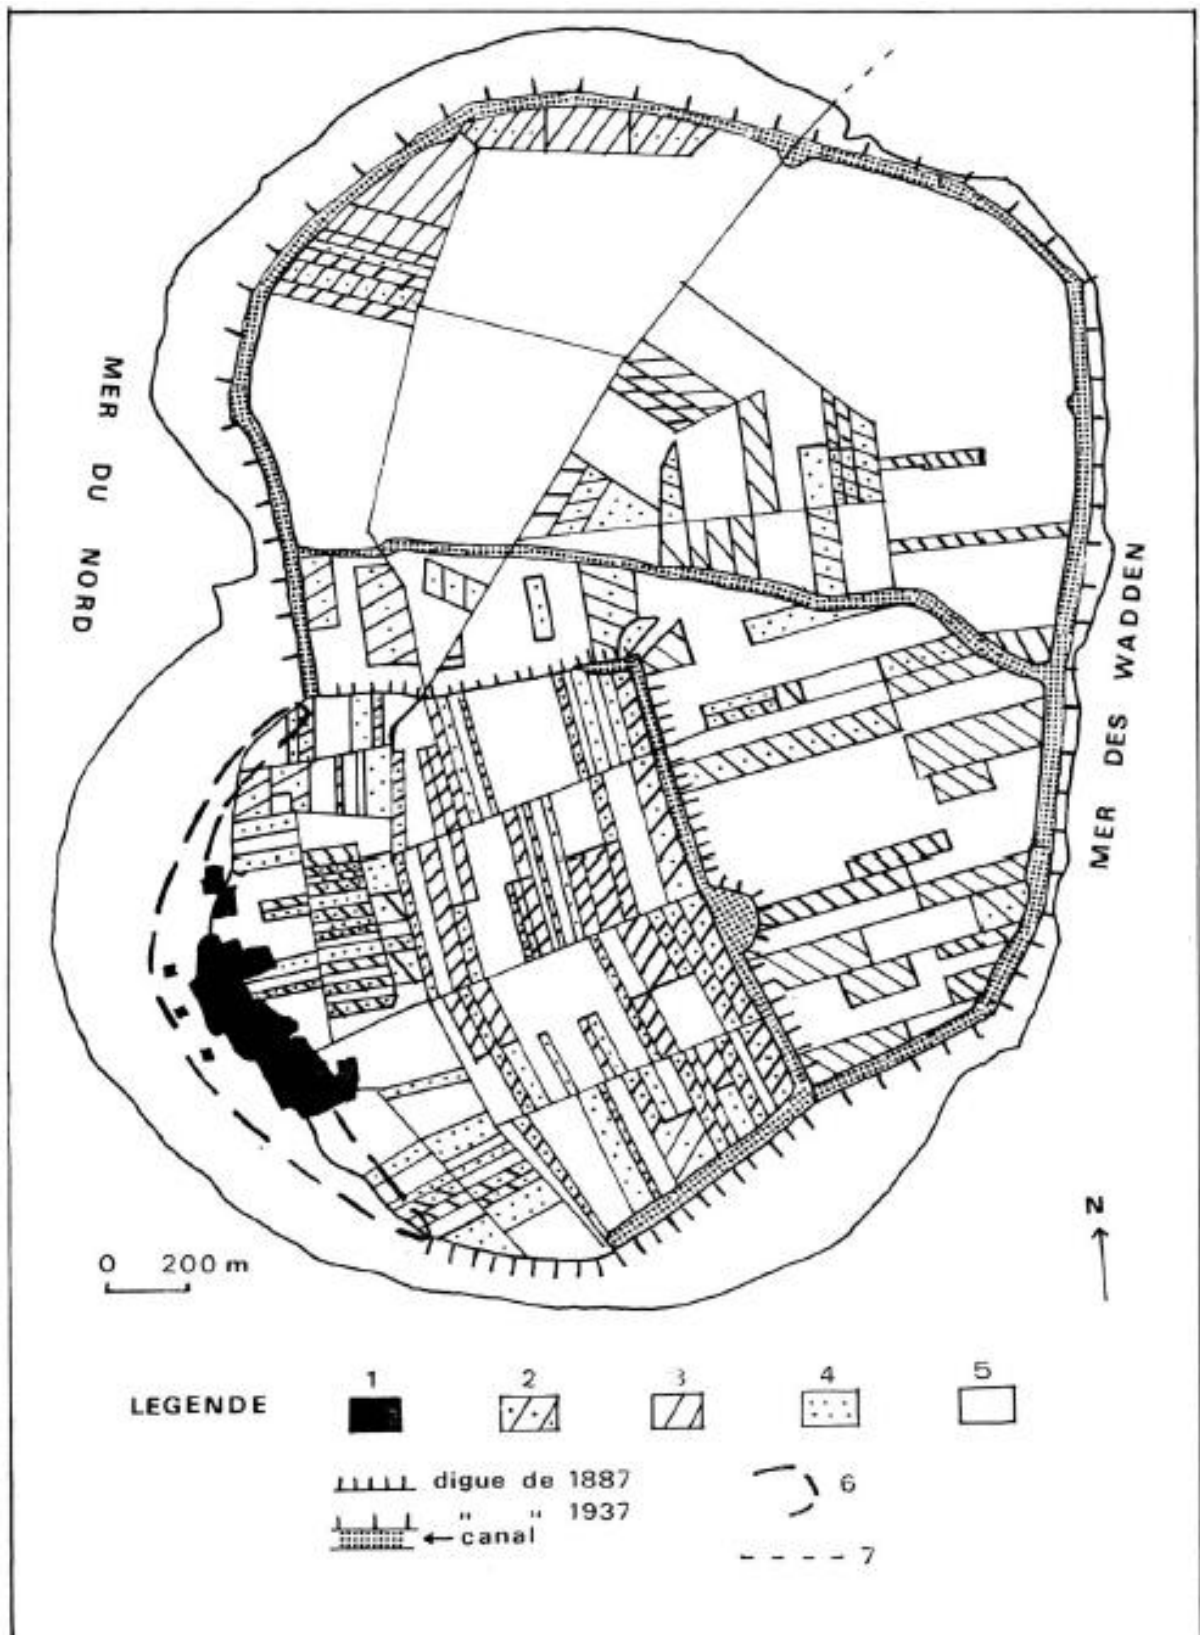 MER DU NORD
MER DES WADDEN
N
0 200 m
1 2 3 4 5
LEGENDE
digue de 1887
" " 1937
←canal
6
7